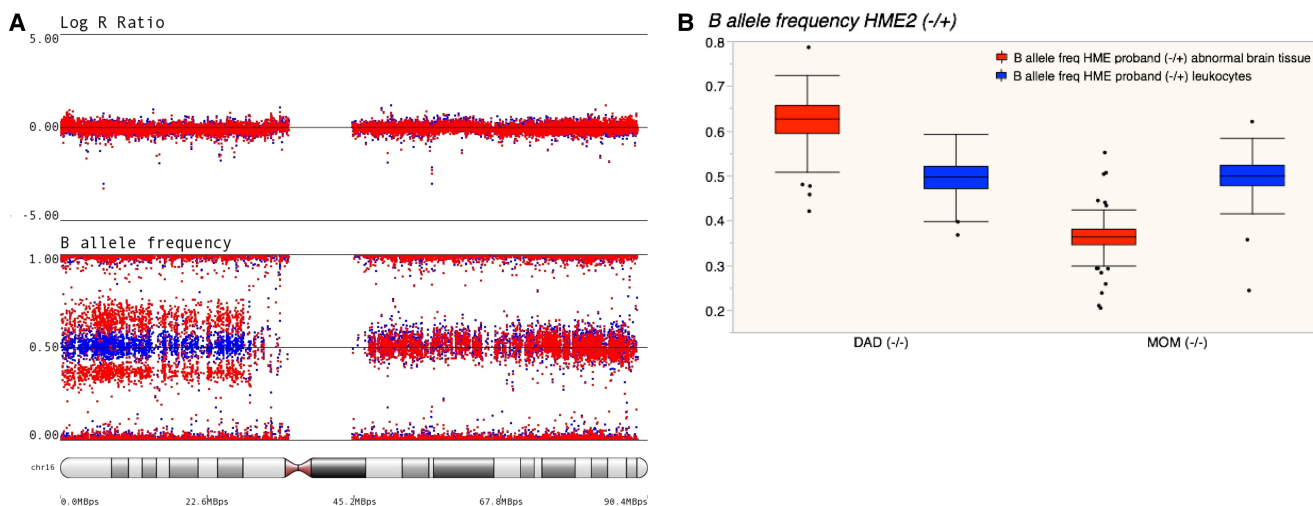 A
Log R Ratio
5.00
0.00
-5.00
B allele frequency
1.00
0.50
0.00
chr16
0.0MBps
22.6MBps
45.2MBps
67.8MBps
90.4MBps
B
B allele frequency HME2 (-/+)
0.8
0.7
0.6
0.5
0.4
0.3
0.2
B allele freq HME proband (-/+) abnormal brain tissue
B allele freq HME proband (-/+) leukocytes
DAD (-/-)
MOM (-/-)